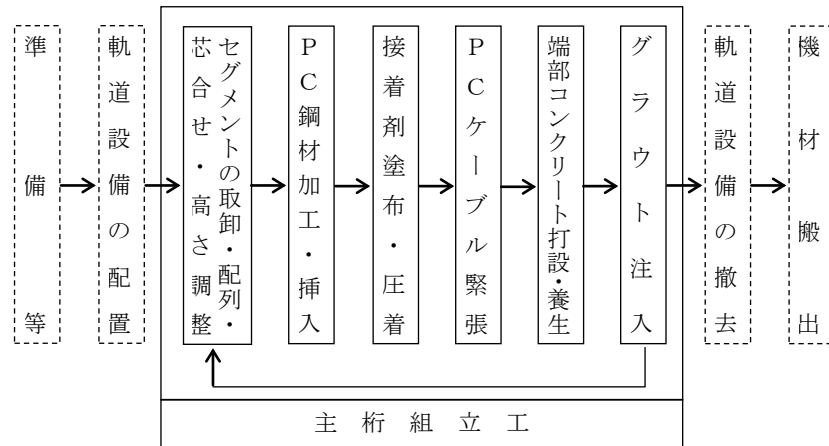 準備等
軌道設備の配置
セグメントの取卸・配列・
芯合せ・高さ調整
PC鋼材加工・挿入
接着剤塗布・圧着
PCケーブル緊張
端部コンクリート打設・養生
グラウト注入
軌道設備の撤去
機材搬出
主桁組立工